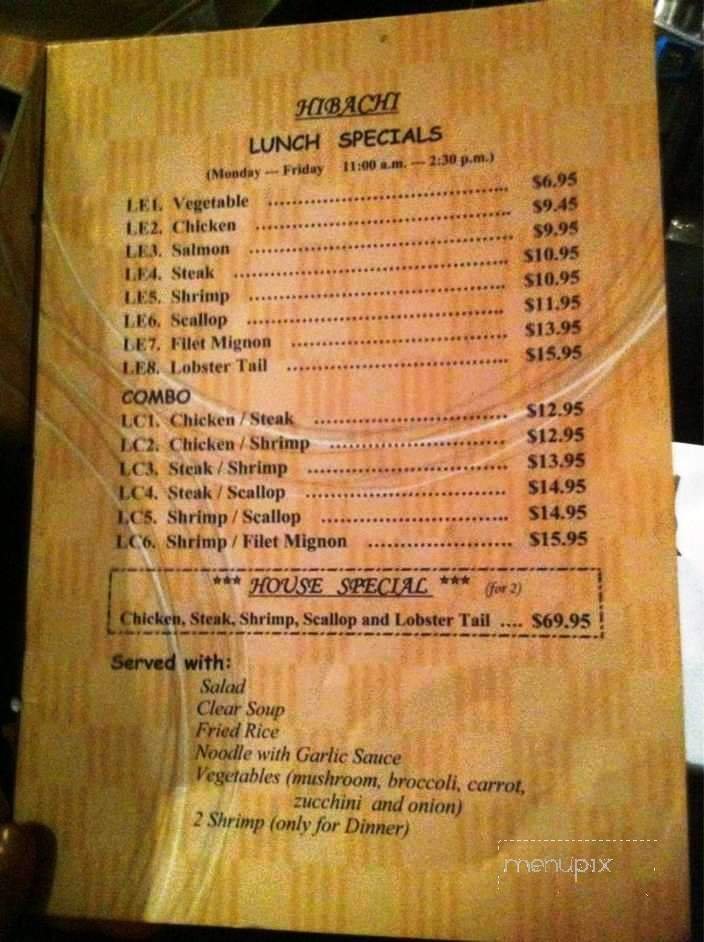 HIBACHI
LUNCH SPECIALS
(Monday --- Friday 11:00 a.m. --- 2:30 p.m.)
LE1. Vegetable ........................................ $6.95
LE2. Chicken ........................................ $9.45
LE3. Salmon ........................................ $9.95
LE4. Steak ........................................ $10.95
LE5. Shrimp ........................................ $10.95
LE6. Scallop ........................................ $11.95
LE7. Filet Mignon .................................. $13.95
LE8. Lobster Tail .................................. $15.95
COMBO
LC1. Chicken / Steak .............................. $12.95
LC2. Chicken / Shrimp ........................... $12.95
LC3. Steak / Shrimp .............................. $13.95
LC4. Steak / Scallop .............................. $14.95
LC5. Shrimp / Scallop ........................... $14.95
LC6. Shrimp / Filet Mignon ..................... $15.95
*** HOUSE SPECIAL *** (for 2)
Chicken, Steak, Shrimp, Scallop and Lobster Tail .... $69.95
Served with:
Salad
Clear Soup
Fried Rice
Noodle with Garlic Sauce
Vegetables (mushroom, broccoli, carrot,
zucchini and onion)
2 Shrimp (only for Dinner)
menupix